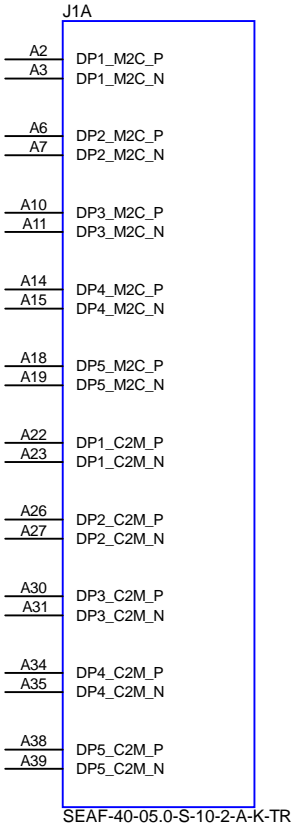 J1A
A2 DP1_M2C_P
A3 DP1_M2C_N
A6 DP2_M2C_P
A7 DP2_M2C_N
A10 DP3_M2C_P
A11 DP3_M2C_N
A14 DP4_M2C_P
A15 DP4_M2C_N
A18 DP5_M2C_P
A19 DP5_M2C_N
A22 DP1_C2M_P
A23 DP1_C2M_N
A26 DP2_C2M_P
A27 DP2_C2M_N
A30 DP3_C2M_P
A31 DP3_C2M_N
A34 DP4_C2M_P
A35 DP4_C2M_N
A38 DP5_C2M_P
A39 DP5_C2M_N
SEAF-40-05.0-S-10-2-A-K-TR